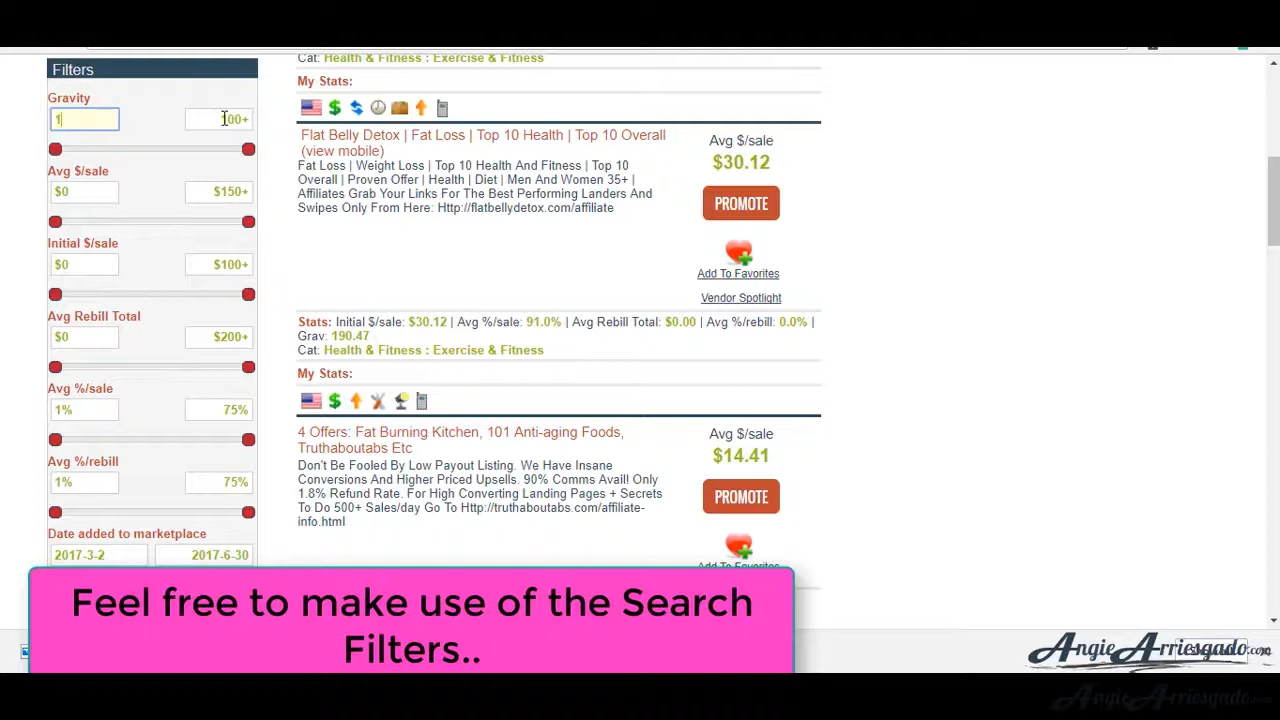 Filters
Gravity
1
100+
Avg $/sale
$0
$150+
Initial $/sale
$0
$100+
Avg Rebill Total
$0
$200+
Avg %/sale
1%
75%
Avg %/rebill
1%
75%
Date added to marketplace
2017-3-2
2017-6-30
Cat: Health & Fitness : Exercise & Fitness
My Stats:
Flat Belly Detox | Fat Loss | Top 10 Health | Top 10 Overall
(view mobile)
Fat Loss | Weight Loss | Top 10 Health And Fitness | Top 10
Overall | Proven Offer | Health | Diet | Men And Women 35+ |
Affiliates Grab Your Links For The Best Performing Landers And
Swipes Only From Here: Http://flatbellydetox.com/affiliate
Avg $/sale
$30.12
PROMOTE
Add To Favorites
Vendor Spotlight
Stats: Initial $/sale: $30.12 | Avg %/sale: 91.0% | Avg Rebill Total: $0.00 | Avg %/rebill: 0.0% |
Grav: 190.47
Cat: Health & Fitness : Exercise & Fitness
My Stats:
4 Offers: Fat Burning Kitchen, 101 Anti-aging Foods,
Truthaboutabs Etc
Don't Be Fooled By Low Payout Listing. We Have Insane
Conversions And Higher Priced Upsells. 90% Comms Avail! Only
1.8% Refund Rate. For High Converting Landing Pages + Secrets
To Do 500+ Sales/day Go To Http://truthaboutabs.com/affiliate-
info.html
Avg $/sale
$14.41
PROMOTE
Add To Favorites
Feel free to make use of the Search
Filters..
AngieArriesgado.com
AngieArriesgado.com